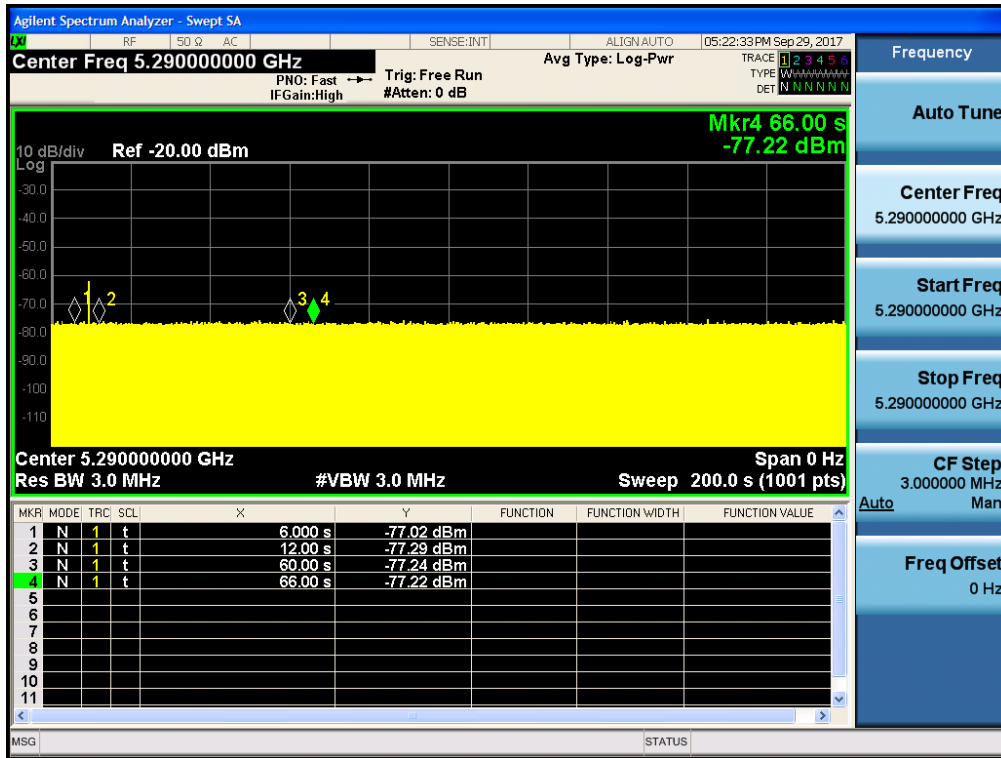 Agilent Spectrum Analyzer - Swept SA
LXI RF 50 Ω AC SENSE:INT ALIGN AUTO 05:22:33 PM Sep 29, 2017
Center Freq 5.290000000 GHz
PNO: Fast
IFGain:High
Trig: Free Run
#Atten: 0 dB
Avg Type: Log-Pwr
TRACE 1 2 3 4 5 6
TYPE W
DET N N N N N N
Mkr4 66.00 s
-77.22 dBm
10 dB/div Ref -20.00 dBm
Log
-30.0
-40.0
-50.0
-60.0
-70.0
-80.0
-90.0
-100
-110
1 2 3 4
Center 5.290000000 GHz Span 0 Hz
Res BW 3.0 MHz #VBW 3.0 MHz Sweep 200.0 s (1001 pts)
MKR MODE TRC SCL X Y FUNCTION FUNCTION WIDTH FUNCTION VALUE
1 N 1 t 6.000 s -77.02 dBm
2 N 1 t 12.00 s -77.29 dBm
3 N 1 t 60.00 s -77.24 dBm
4 N 1 t 66.00 s -77.22 dBm
5
6
7
8
9
10
11
MSG STATUS
Frequency
Auto Tune
Center Freq
5.290000000 GHz
Start Freq
5.290000000 GHz
Stop Freq
5.290000000 GHz
CF Step
3.000000 MHz
Auto Man
Freq Offset
0 Hz